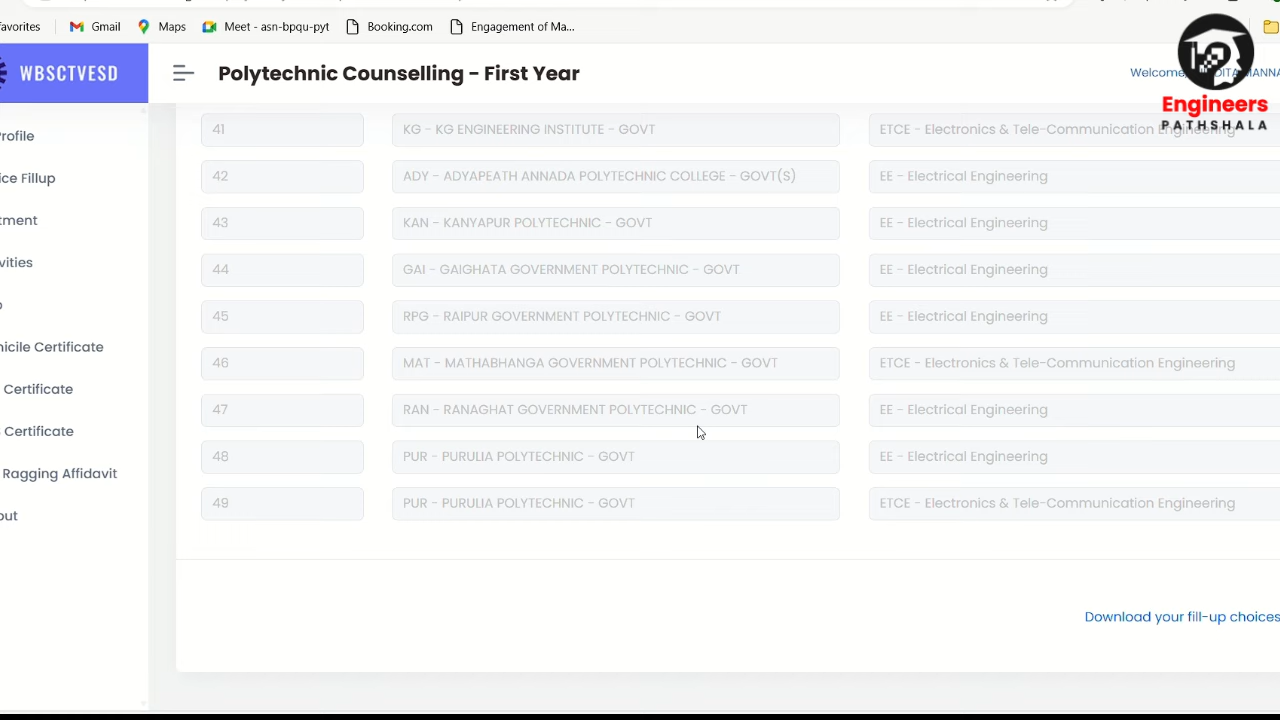 favorites
Gmail
Maps
Meet - asn-bpqu-pyt
Booking.com
Engagement of Ma...
WBSCTVESD
Polytechnic Counselling - First Year
Welcome,
Engineers
PATHSHALA
rofile
ice Fillup
tment
vities
icile Certificate
Certificate
Certificate
Ragging Affidavit
out
41 KG - KG ENGINEERING INSTITUTE - GOVT ETCE - Electronics & Tele-Communication Engineering
42 ADY - ADYAPEATH ANNADA POLYTECHNIC COLLEGE - GOVT(S) EE - Electrical Engineering
43 KAN - KANYAPUR POLYTECHNIC - GOVT EE - Electrical Engineering
44 GAI - GAIGHATA GOVERNMENT POLYTECHNIC - GOVT EE - Electrical Engineering
45 RPG - RAIPUR GOVERNMENT POLYTECHNIC - GOVT EE - Electrical Engineering
46 MAT - MATHABHANGA GOVERNMENT POLYTECHNIC - GOVT ETCE - Electronics & Tele-Communication Engineering
47 RAN - RANAGHAT GOVERNMENT POLYTECHNIC - GOVT EE - Electrical Engineering
48 PUR - PURULIA POLYTECHNIC - GOVT EE - Electrical Engineering
49 PUR - PURULIA POLYTECHNIC - GOVT ETCE - Electronics & Tele-Communication Engineering
Download your fill-up choices